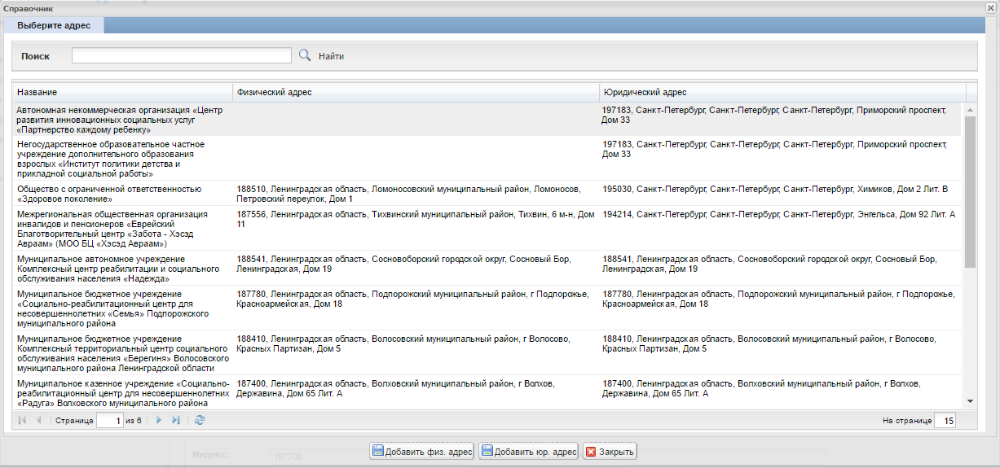 Справочник
Выберите адрес
Поиск
Найти
Название Физический адрес Юридический адрес
Автономная некоммерческая организация «Центр
развития инновационных социальных услуг
«Партнерство каждому ребенку»
197183, Санкт-Петербург, Санкт-Петербург, Санкт-Петербург, Приморский проспект,
Дом 33
Негосударственное образовательное частное
учреждение дополнительного образования
взрослых «Институт политики детства и
прикладной социальной работы»
197183, Санкт-Петербург, Санкт-Петербург, Санкт-Петербург, Приморский проспект,
Дом 33
Общество с ограниченной ответственностью
«Здоровое поколение»
188510, Ленинградская область, Ломоносовский муниципальный район, Ломоносов,
Петровский переулок, Дом 1
195030, Санкт-Петербург, Санкт-Петербург, Санкт-Петербург, Химиков, Дом 2 Лит. В
Межрегиональная общественная организация
инвалидов и пенсионеров «Еврейский
Благотворительный центр «Забота - Хэсэд
Авраам» (МОО БЦ «Хэсэд Авраам»)
187556, Ленинградская область, Тихвинский муниципальный район, Тихвин, 6 м-н, Дом
11
194214, Санкт-Петербург, Санкт-Петербург, Санкт-Петербург, Энгельса, Дом 92 Лит. А
Муниципальное автономное учреждение
Комплексный центр реабилитации и социального
обслуживания населения «Надежда»
188541, Ленинградская область, Сосновоборский городской округ, Сосновый Бор,
Ленинградская, Дом 19
188541, Ленинградская область, Сосновоборский городской округ, Сосновый Бор,
Ленинградская, Дом 19
Муниципальное бюджетное учреждение
«Социально-реабилитационный центр для
несовершеннолетних «Семья» Подпорожского
муниципального района
187780, Ленинградская область, Подпорожский муниципальный район, г Подпорожье,
Красноармейская, Дом 18
187780, Ленинградская область, Подпорожский муниципальный район, г Подпорожье,
Красноармейская, Дом 18
Муниципальное бюджетное учреждение
Комплексный территориальный центр социального
обслуживания населения «Берегиня» Волосовского
муниципального района Ленинградской области
188410, Ленинградская область, Волосовский муниципальный район, г Волосово,
Красных Партизан, Дом 5
188410, Ленинградская область, Волосовский муниципальный район, г Волосово,
Красных Партизан, Дом 5
Муниципальное казенное учреждение «Социально-
реабилитационный центр для несовершеннолетних
«Радуга» Волховского муниципального района
187400, Ленинградская область, Волховский муниципальный район, г Волхов,
Державина, Дом 65 Лит. А
187400, Ленинградская область, Волховский муниципальный район, г Волхов,
Державина, Дом 65 Лит. А
Страница 1 из 6
На странице 15
Индекс: 187700
Добавить физ. адрес Добавить юр. адрес Закрыть